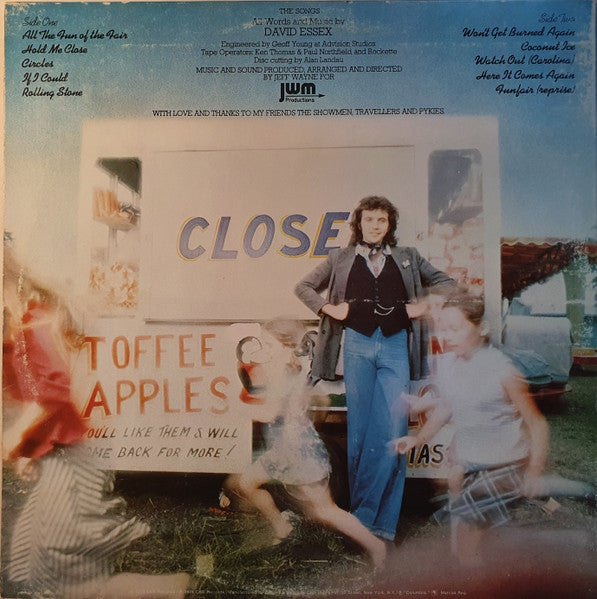 THE SONGS
All Words and Music by
DAVID ESSEX
Engineered by Geoff Young at Advision Studios
Tape Operators: Ken Thomas & Paul Northfield and Rockette
Disc cutting by Alan Landau
MUSIC AND SOUND PRODUCED, ARRANGED AND DIRECTED
BY JEFF WAYNE FOR
jwm
Productions
WITH LOVE AND THANKS TO MY FRIENDS THE SHOWMEN, TRAVELLERS AND PYKIES.
Side One
All The Fun of the Fair
Hold Me Close
Circles
If I Could
Rolling Stone
Side Two
Won't Get Burned Again
Coconut Ice
Watch Out (Carolina)
Here It Comes Again
Funfair (reprise)
CLOSE
TOFFEE
APPLES
YOU'LL LIKE THEM & WILL
COME BACK FOR MORE!